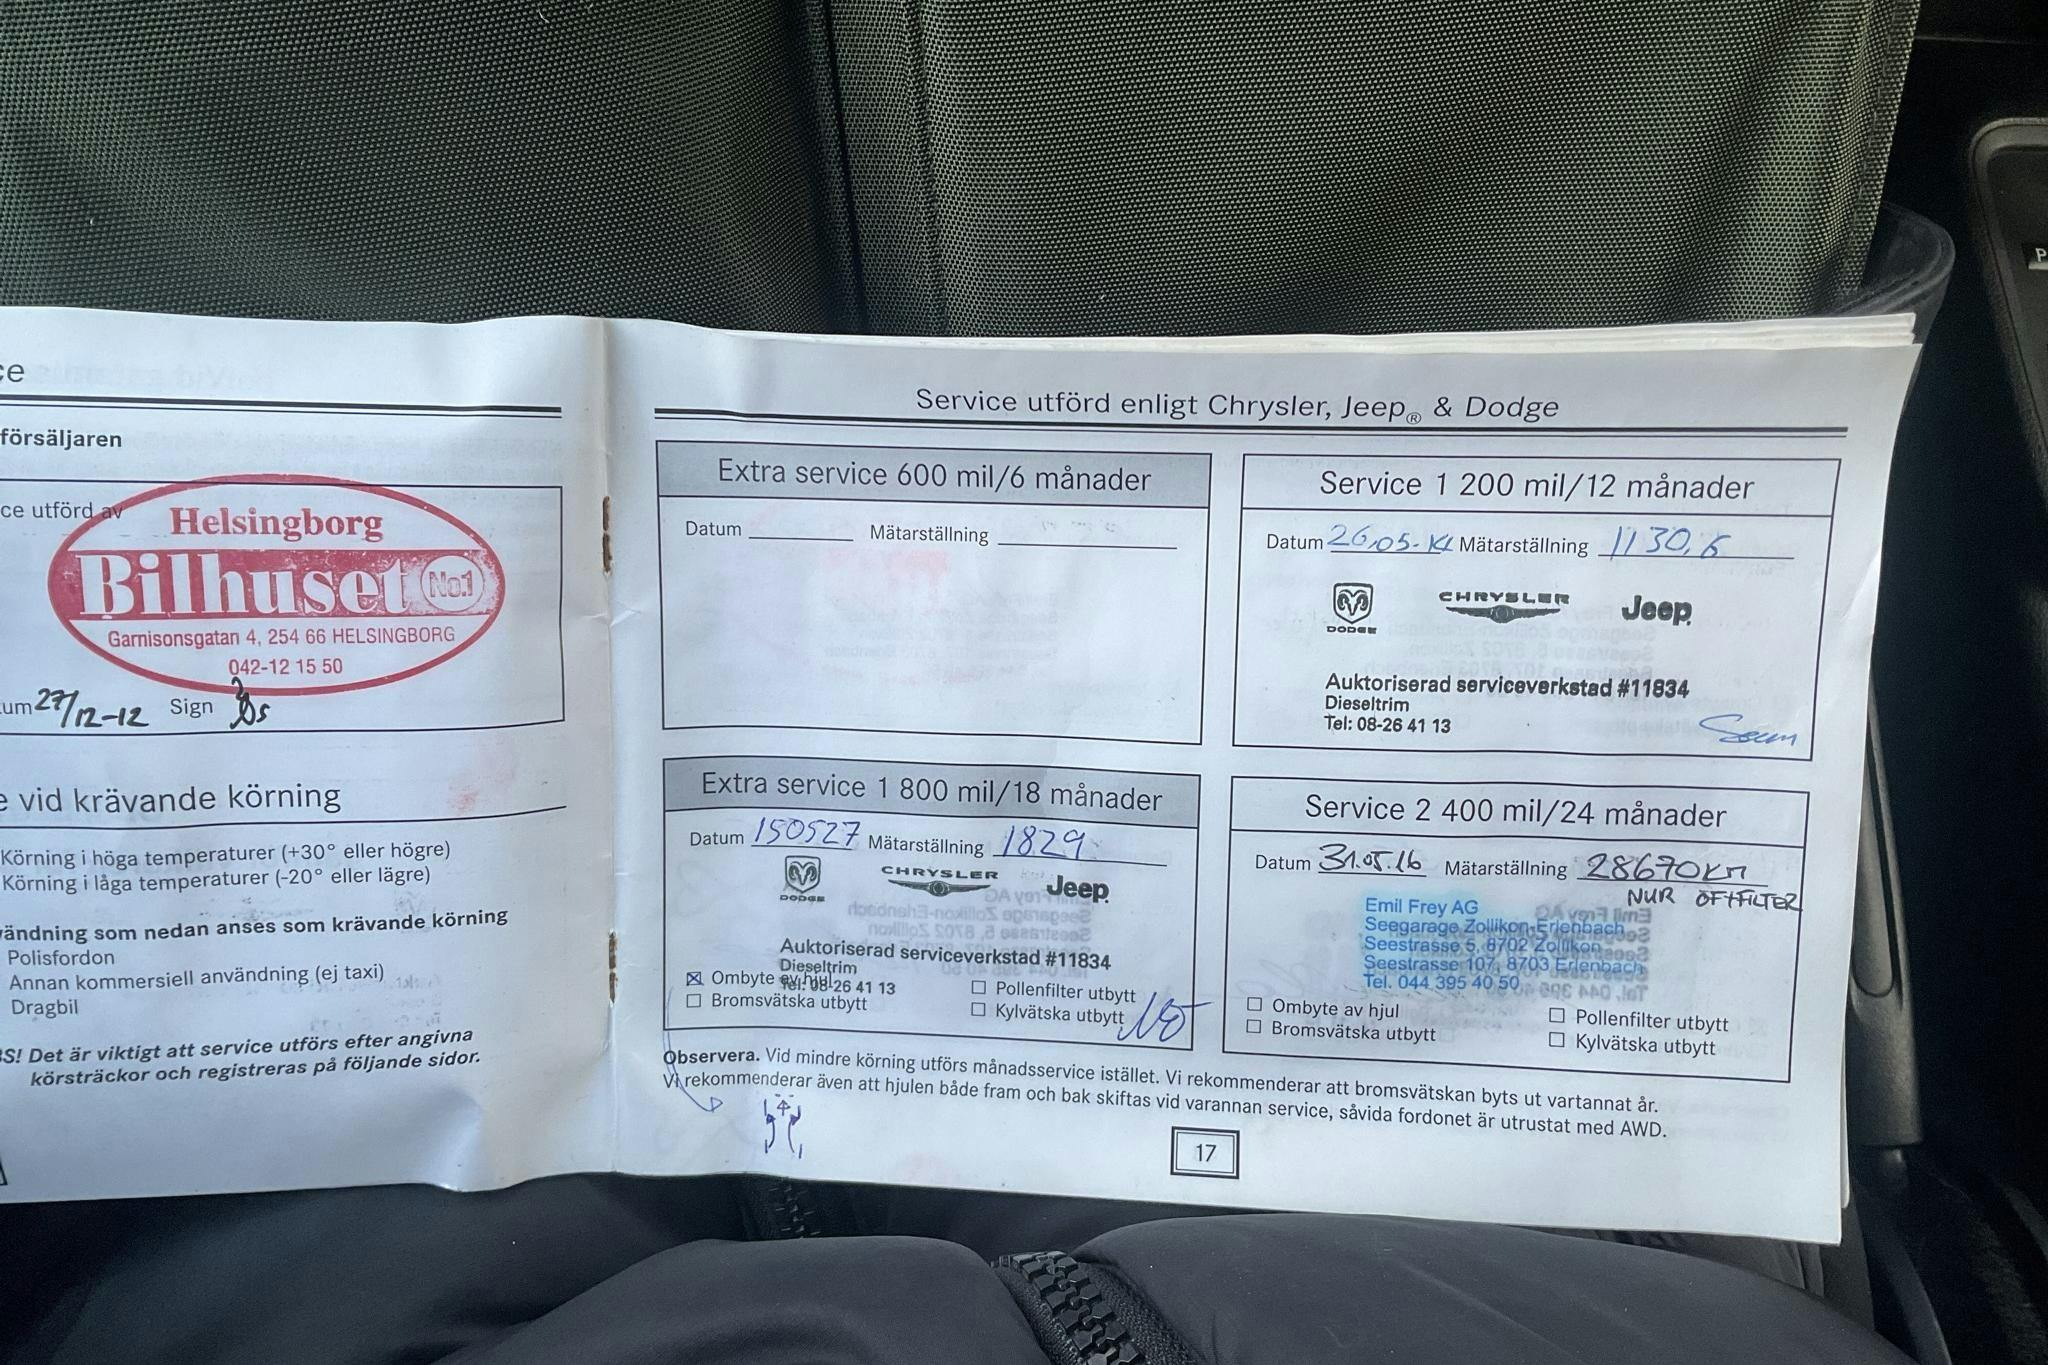 ce
försäljaren
ce utförd av
Helsingborg
Bilhuset No.1
Garnisonsgatan 4, 254 66 HELSINGBORG
042-12 15 50
um 27/12-12 Sign
e vid krävande körning
Körning i höga temperaturer (+30° eller högre)
Körning i låga temperaturer (-20° eller lägre)
vändning som nedan anses som krävande körning
Polisfordon
Annan kommersiell användning (ej taxi)
Dragbil
BS! Det är viktigt att service utförs efter angivna
körsträckor och registreras på följande sidor.
Service utförd enligt Chrysler, Jeep® & Dodge
Extra service 600 mil/6 månader
Datum Mätarställning
Service 1 200 mil/12 månader
Datum 26,05- Mätarställning 1130,
DODGE CHRYSLER Jeep
Auktoriserad serviceverkstad #11834
Dieseltrim
Tel: 08-26 41 13
Extra service 1 800 mil/18 månader
Datum 150527 Mätarställning 1829
DODGE CHRYSLER Jeep
Auktoriserad serviceverkstad #11834
Dieseltrim
Tel: 08-26 41 13
Ombyte av hjul Pollenfilter utbytt
Bromsvätska utbytt Kylvätska utbytt
Service 2 400 mil/24 månader
Datum 31.05.16 Mätarställning 28670 km
NUR
Emil Frey AG
Seegarage Zollikon-Erlenbach
Seestrasse 5, 8702 Zollikon
Seestrasse 107, 8703 Erlenbach
Tel. 044 395 40 50
Ombyte av hjul Pollenfilter utbytt
Bromsvätska utbytt Kylvätska utbytt
Observera. Vid mindre körning utförs månadsservice istället. Vi rekommenderar att bromsvätskan byts ut vartannat år.
Vi rekommenderar även att hjulen både fram och bak skiftas vid varannan service, såvida fordonet är utrustat med AWD.
17
P